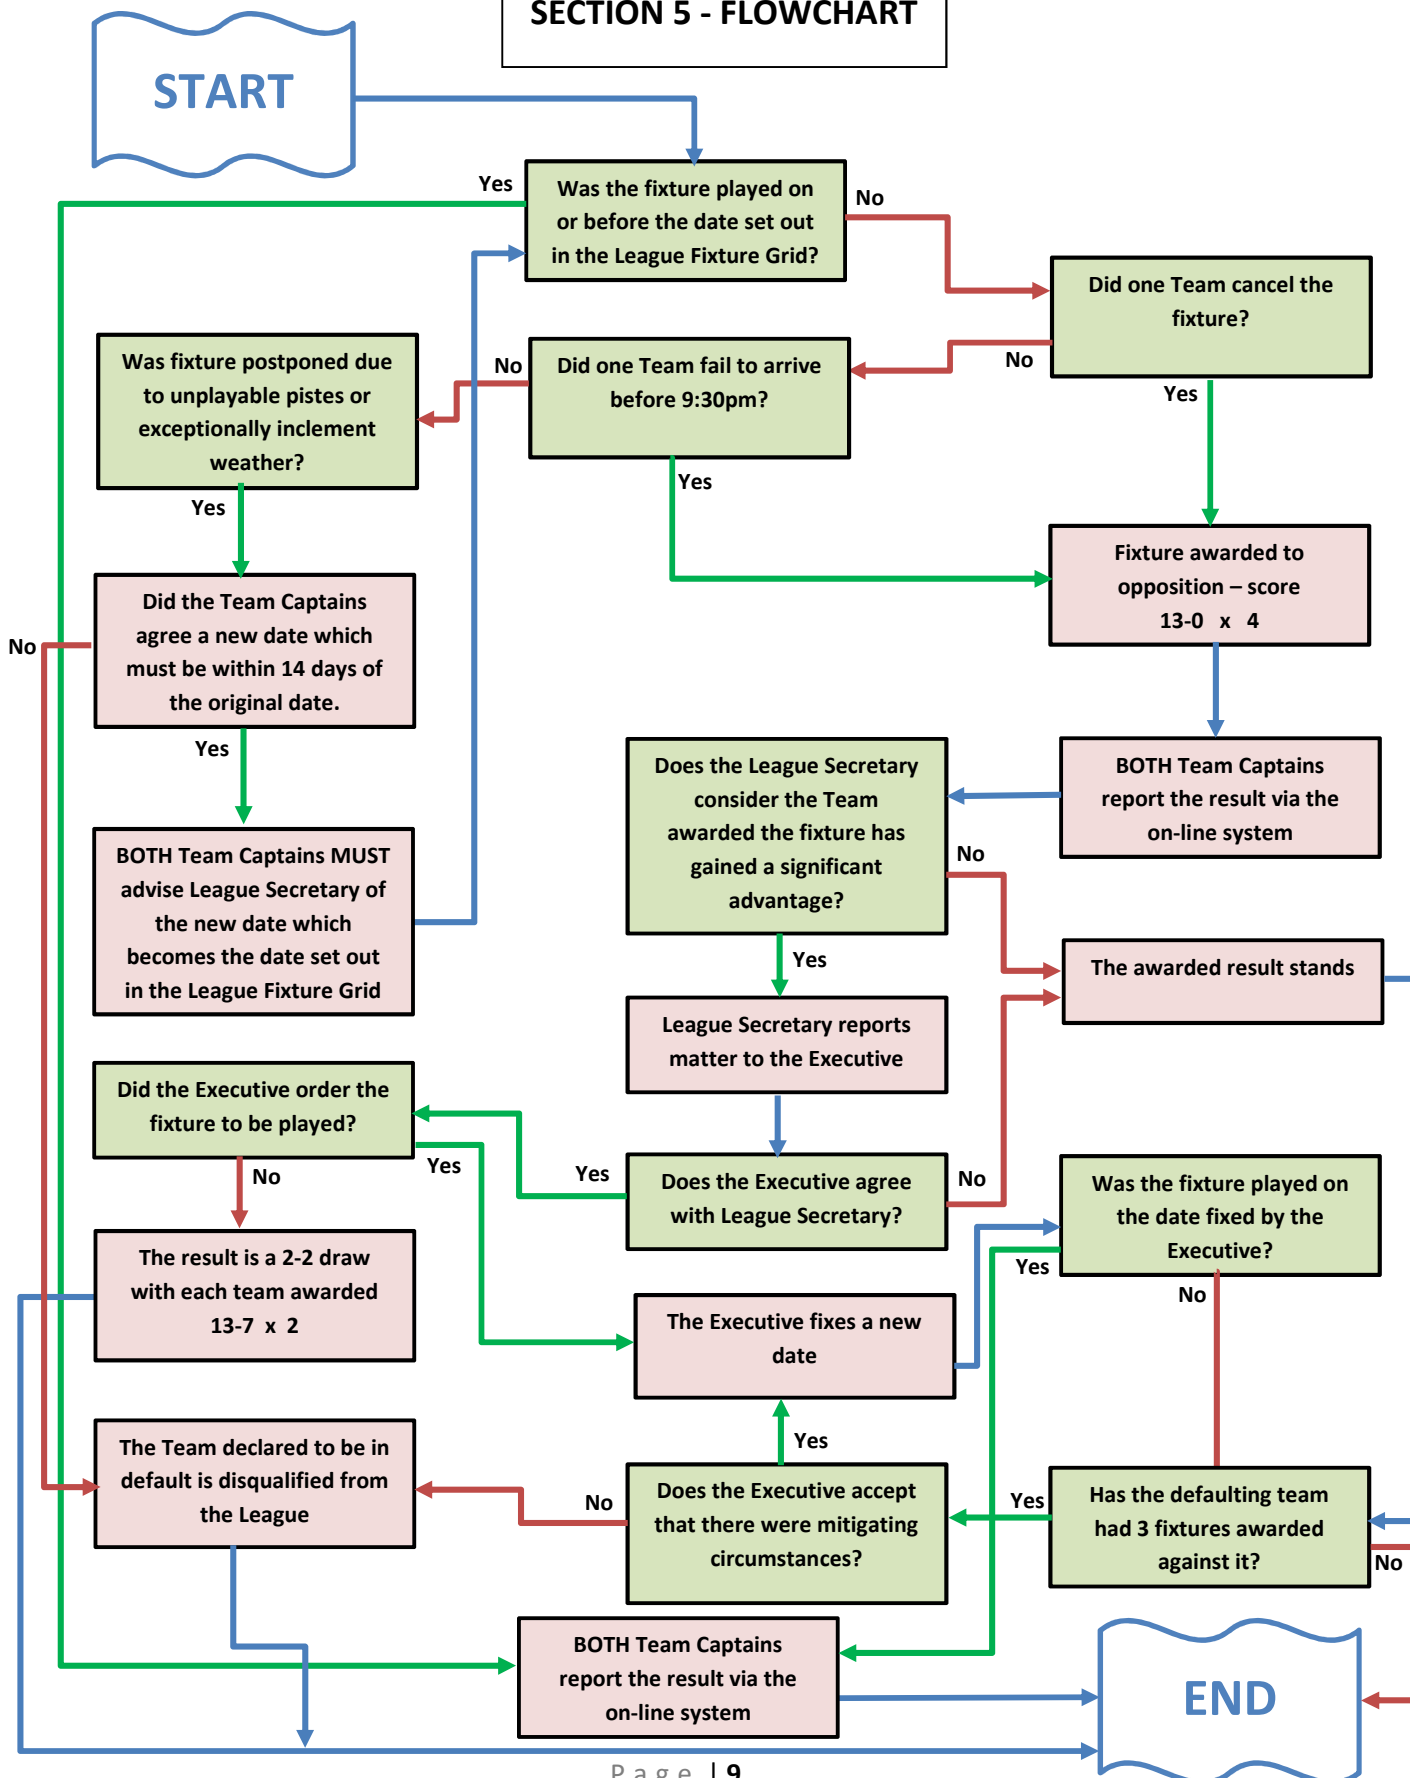 SECTION 5 - FLOWCHART
START
Yes
Was the fixture played on
or before the date set out
in the League Fixture Grid?
No
Did one Team cancel the
fixture?
No
Yes
Did one Team fail to arrive
before 9:30pm?
No
Yes
Was fixture postponed due
to unplayable pistes or
exceptionally inclement
weather?
Yes
Fixture awarded to
opposition – score
13-0 x 4
Did the Team Captains
agree a new date which
must be within 14 days of
the original date.
No
Yes
BOTH Team Captains
report the result via the
on-line system
Does the League Secretary
consider the Team
awarded the fixture has
gained a significant
advantage?
No
Yes
BOTH Team Captains MUST
advise League Secretary of
the new date which
becomes the date set out
in the League Fixture Grid
The awarded result stands
League Secretary reports
matter to the Executive
Did the Executive order the
fixture to be played?
Yes
No
Does the Executive agree
with League Secretary?
Yes
No
Was the fixture played on
the date fixed by the
Executive?
Yes
No
The result is a 2-2 draw
with each team awarded
13-7 x 2
The Executive fixes a new
date
Yes
The Team declared to be in
default is disqualified from
the League
No
Does the Executive accept
that there were mitigating
circumstances?
Yes
Has the defaulting team
had 3 fixtures awarded
against it?
No
BOTH Team Captains
report the result via the
on-line system
END
Page | 9